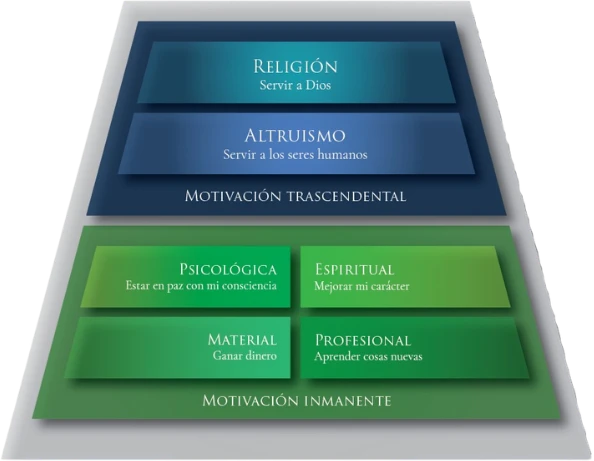 RELIGIÓN
Servir a Dios
ALTRUISMO
Servir a los seres humanos
MOTIVACIÓN TRASCENDENTAL
PSICOLÓGICA
Estar en paz con mi consciencia
ESPIRITUAL
Mejorar mi carácter
MATERIAL
Ganar dinero
PROFESIONAL
Aprender cosas nuevas
MOTIVACIÓN INMANENTE